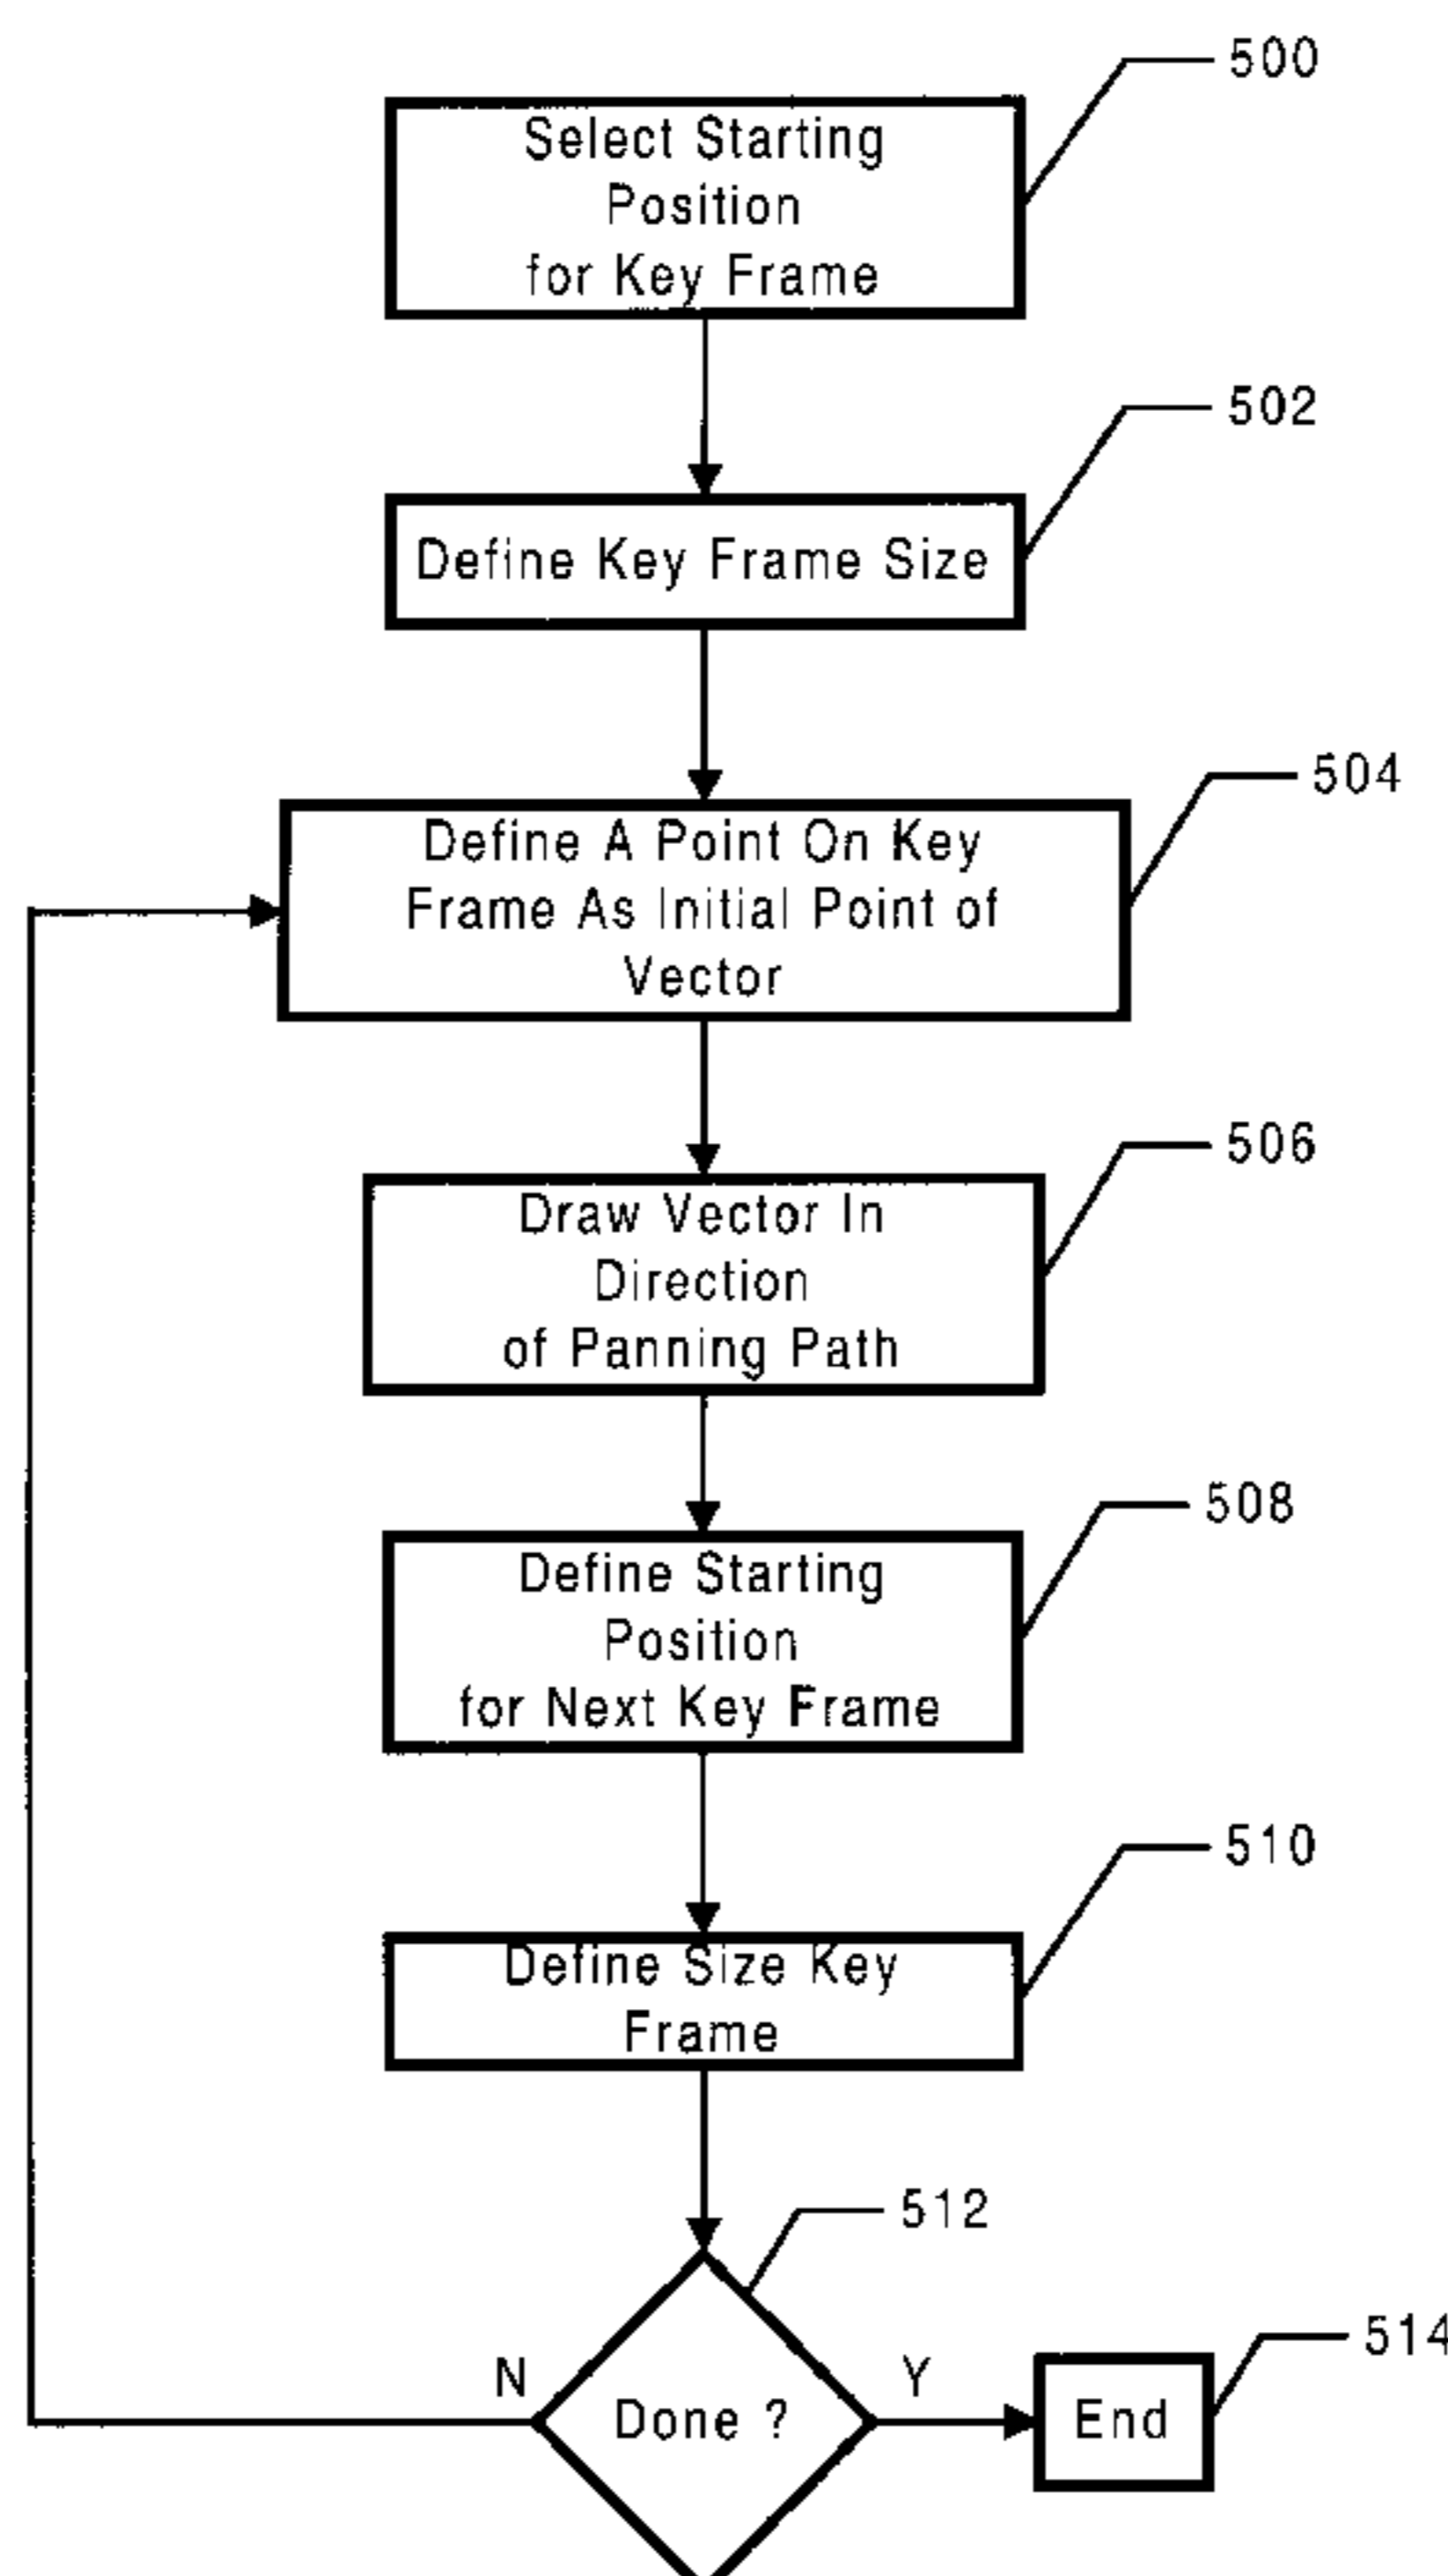 500
Select Starting
Position
for Key Frame
502
Define Key Frame Size
504
Define A Point On Key
Frame As Initial Point of
Vector
506
Draw Vector In
Direction
of Panning Path
508
Define Starting
Position
for Next Key Frame
510
Define Size Key
Frame
512
N
Done ?
Y
End
514